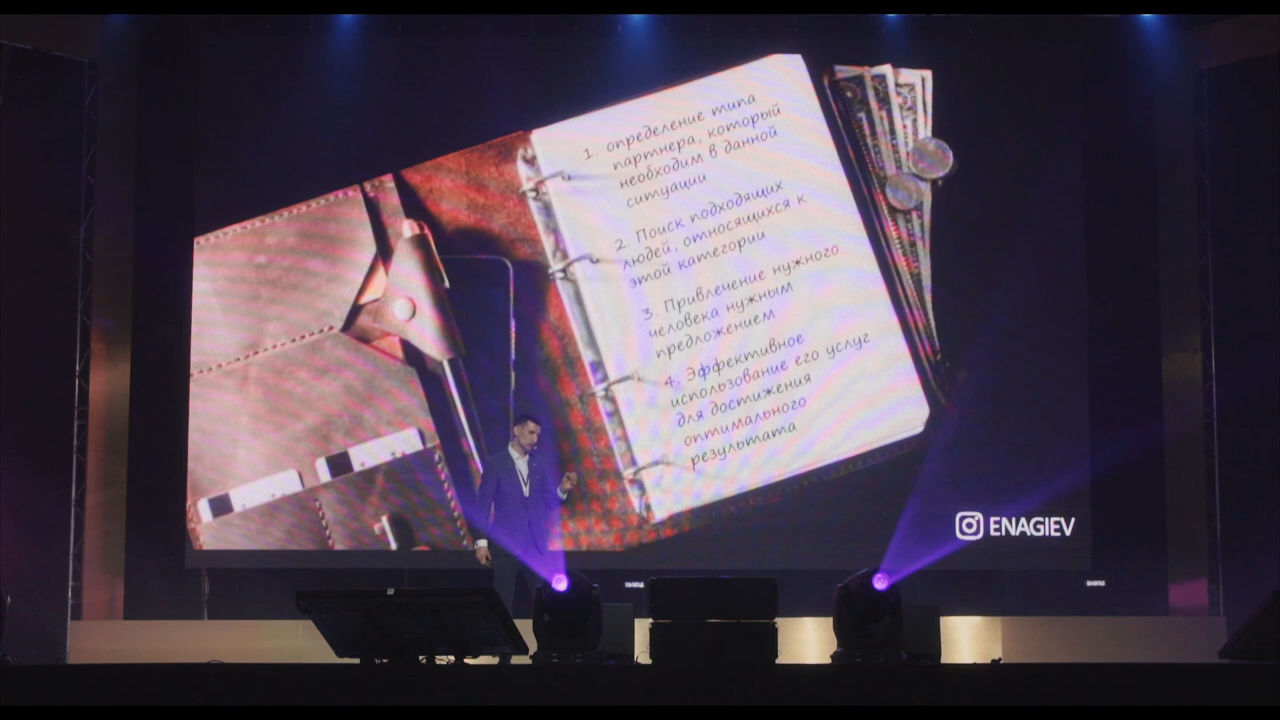 1. определение типа
партнера, который
необходим в данной
ситуации
2. Поиск подходящих
людей, относящихся к
этой категории
3. Привлечение нужного
человека нужным
предложением
4. Эффективное
использование его услуг
для достижения
оптимального
результата
ENAGIEV